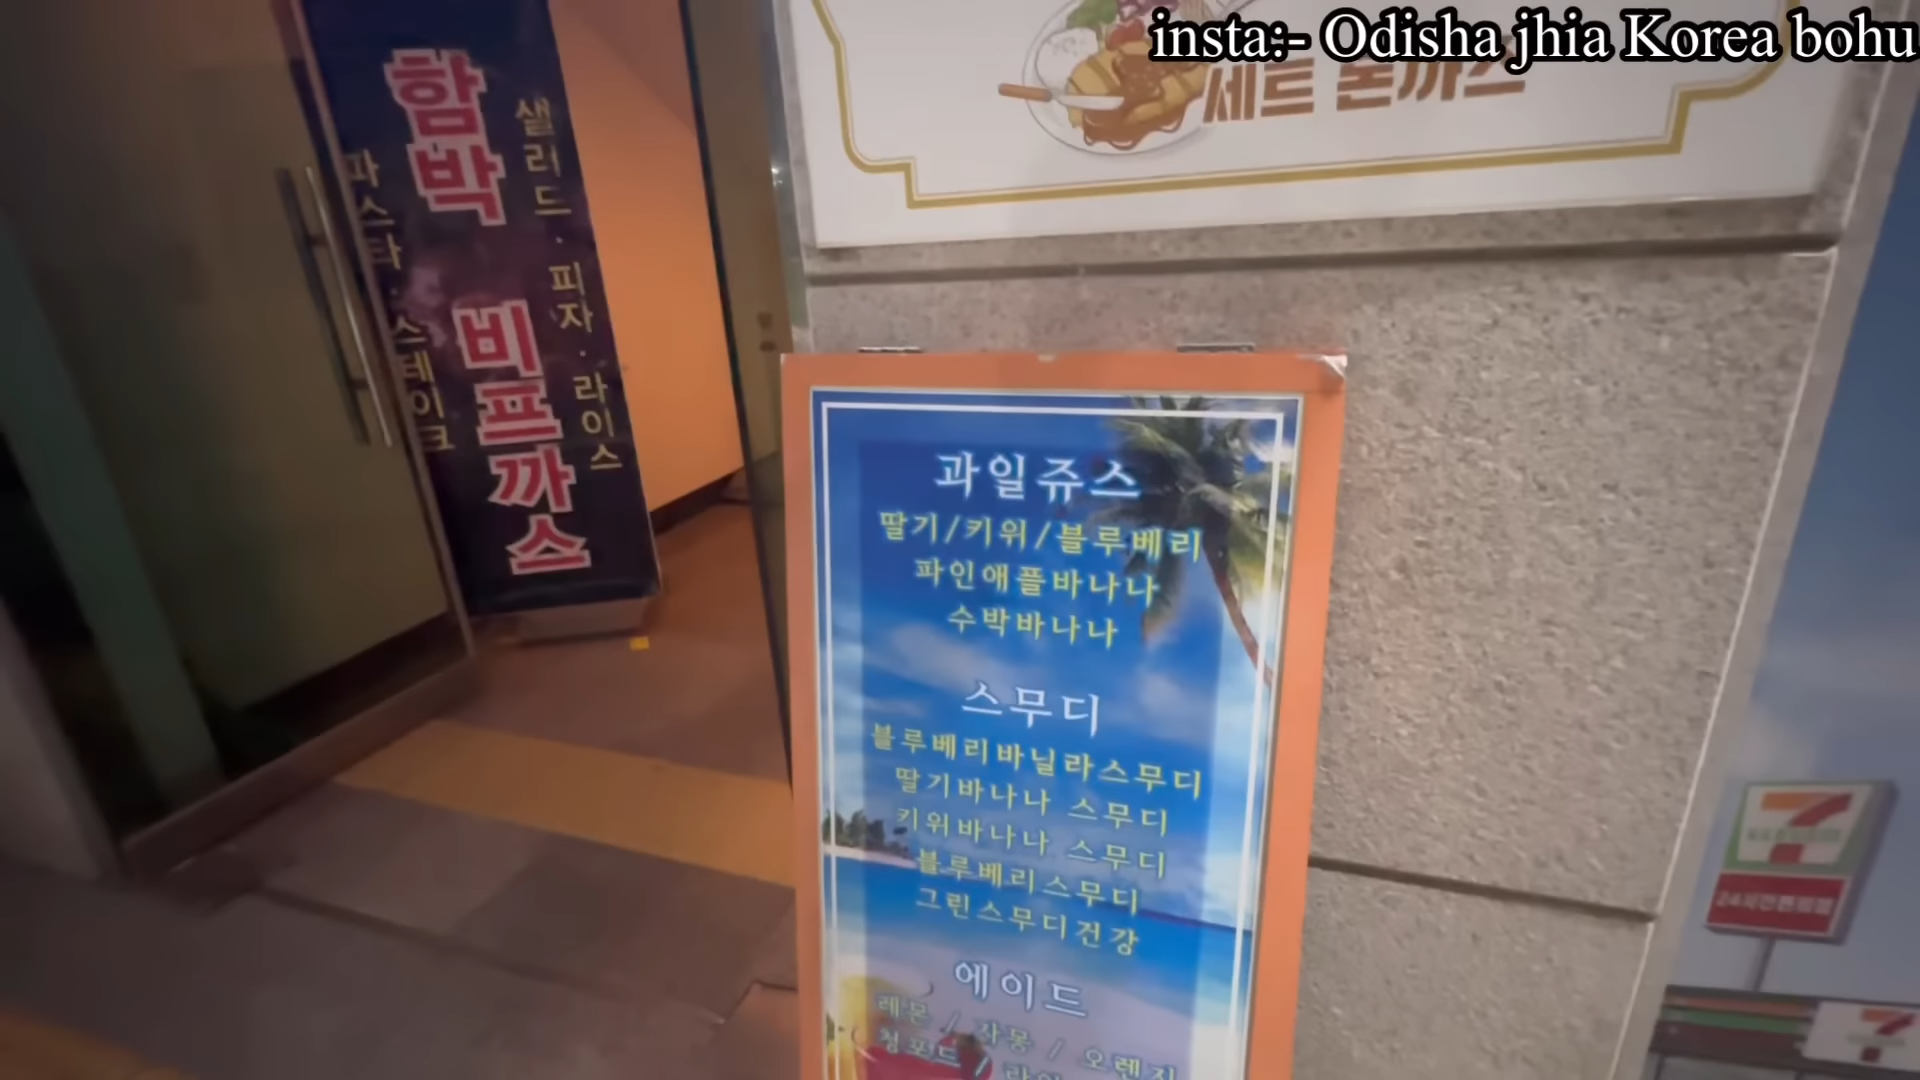 insta:- Odisha jhia Korea bohu
세트 돈까스
함박 비프까스
샐러드 · 피자 · 라이스
파스타 · 스테이크
과일쥬스
딸기/키위/블루베리
파인애플바나나
수박바나나
스무디
블루베리바닐라스무디
딸기바나나 스무디
키위바나나 스무디
블루베리스무디
그린스무디건강
에이드
레몬 / 자몽 / 오렌지
청포도 /
7